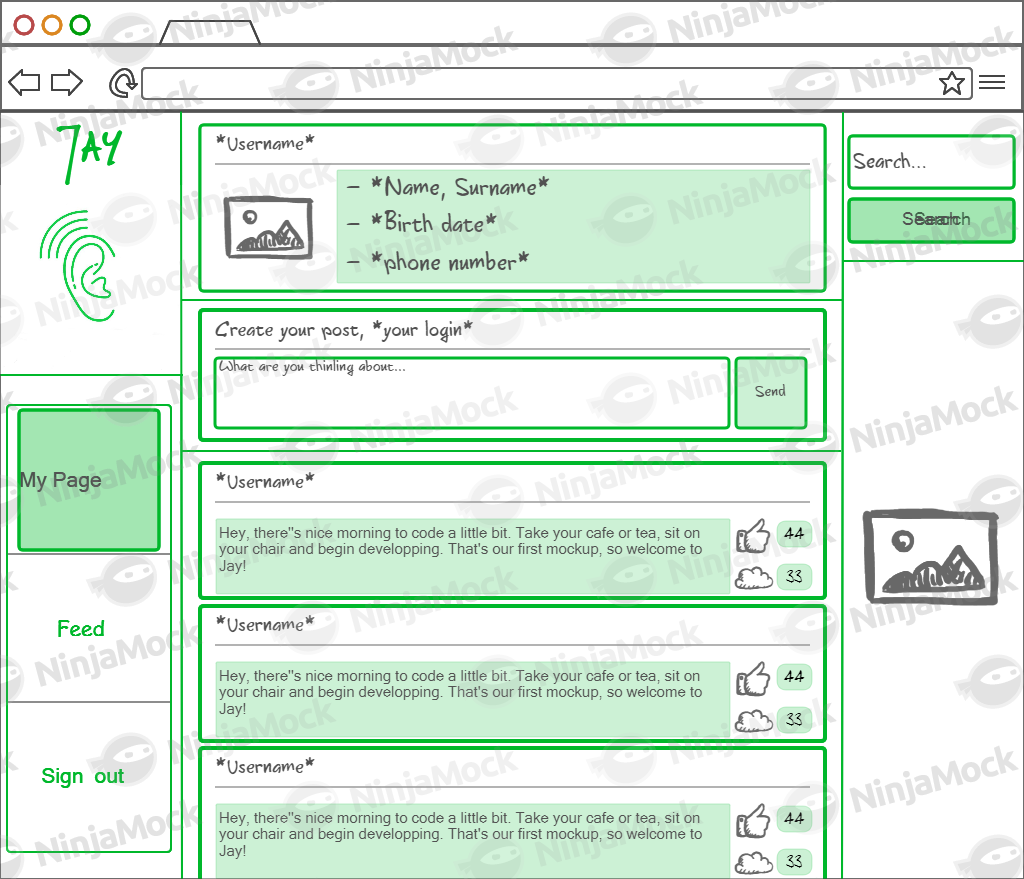 JAY
*Username*
– *Name, Surname*
– *Birth date*
– *phone number*
Search...
Search
Create your post, *your login*
What are you thinling about...
Send
My Page
Feed
Sign out
*Username*
Hey, there"s nice morning to code a little bit. Take your cafe or tea, sit on
your chair and begin developping. That's our first mockup, so welcome to
Jay!
44
33
*Username*
Hey, there"s nice morning to code a little bit. Take your cafe or tea, sit on
your chair and begin developping. That's our first mockup, so welcome to
Jay!
44
33
*Username*
Hey, there"s nice morning to code a little bit. Take your cafe or tea, sit on
your chair and begin developping. That's our first mockup, so welcome to
Jay!
44
33
NinjaMock